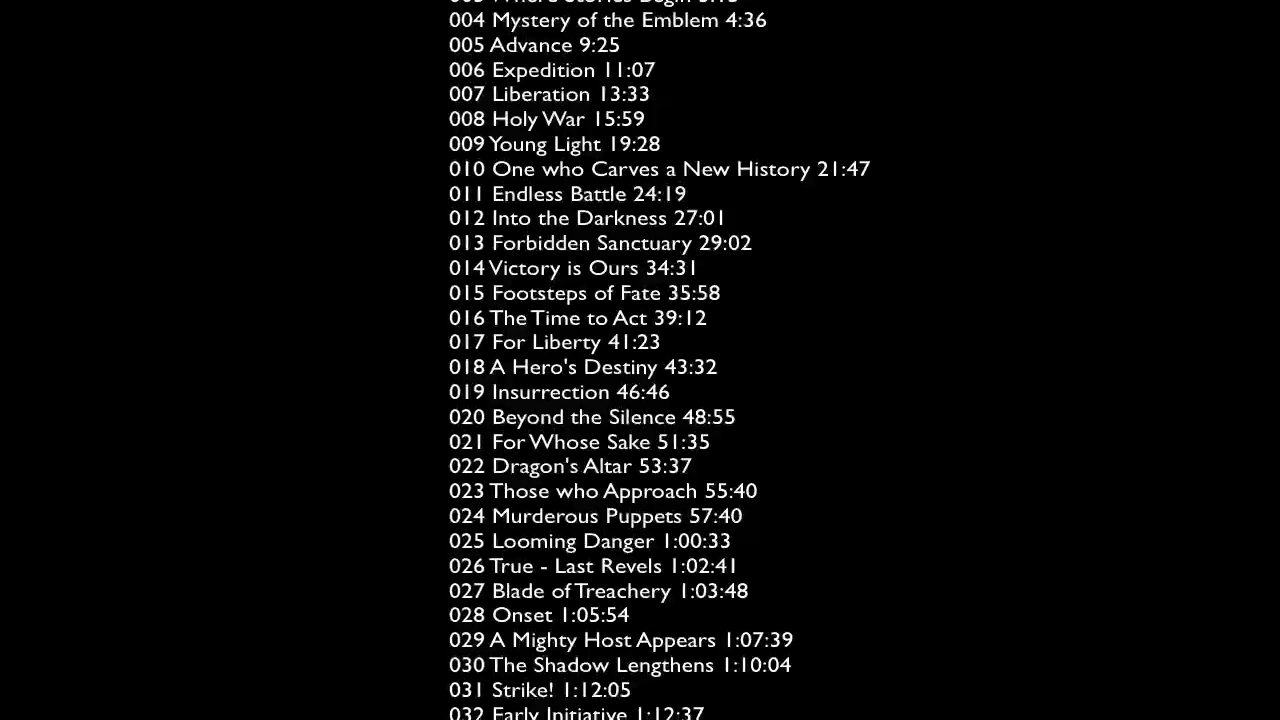 004 Mystery of the Emblem 4:36
005 Advance 9:25
006 Expedition 11:07
007 Liberation 13:33
008 Holy War 15:59
009 Young Light 19:28
010 One who Carves a New History 21:47
011 Endless Battle 24:19
012 Into the Darkness 27:01
013 Forbidden Sanctuary 29:02
014 Victory is Ours 34:31
015 Footsteps of Fate 35:58
016 The Time to Act 39:12
017 For Liberty 41:23
018 A Hero's Destiny 43:32
019 Insurrection 46:46
020 Beyond the Silence 48:55
021 For Whose Sake 51:35
022 Dragon's Altar 53:37
023 Those who Approach 55:40
024 Murderous Puppets 57:40
025 Looming Danger 1:00:33
026 True - Last Revels 1:02:41
027 Blade of Treachery 1:03:48
028 Onset 1:05:54
029 A Mighty Host Appears 1:07:39
030 The Shadow Lengthens 1:10:04
031 Strike! 1:12:05
032 Early Initiative 1:12:37